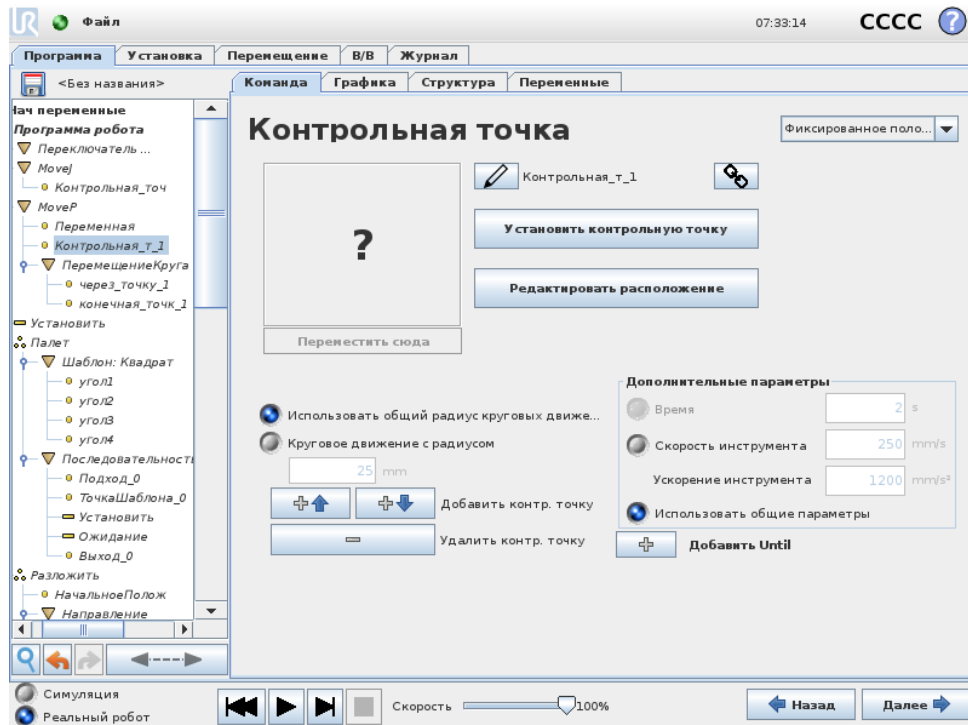 UR Файл 07:33:14 CCCC ?
Программа Установка Перемещение В/В Журнал
<Без названия> Команда Графика Структура Переменные
Нач переменные
Программа робота
Переключатель ...
MoveJ
Контрольная_точ
MoveP
Переменная
Контрольная_т_1
ПеремещениеКруга
через_точку_1
конечная_точк_1
Установить
Палет
Шаблон: Квадрат
угол1
угол2
угол3
угол4
Последовательность
Подход_0
ТочкаШаблона_0
Установить
Ожидание
Выход_0
Разложить
НачальноеПолож
Направление
Контрольная точка
Фиксированное поло...
?
Контрольная_т_1
Установить контрольную точку
Редактировать расположение
Переместить сюда
Использовать общий радиус круговых движе...
Круговое движение с радиусом
25 mm
Добавить контр. точку
Удалить контр. точку
Дополнительные параметры
Время 2 s
Скорость инструмента 250 mm/s
Ускорение инструмента 1200 mm/s²
Использовать общие параметры
Добавить Until
Симуляция
Реальный робот
Скорость 100%
Назад Далее